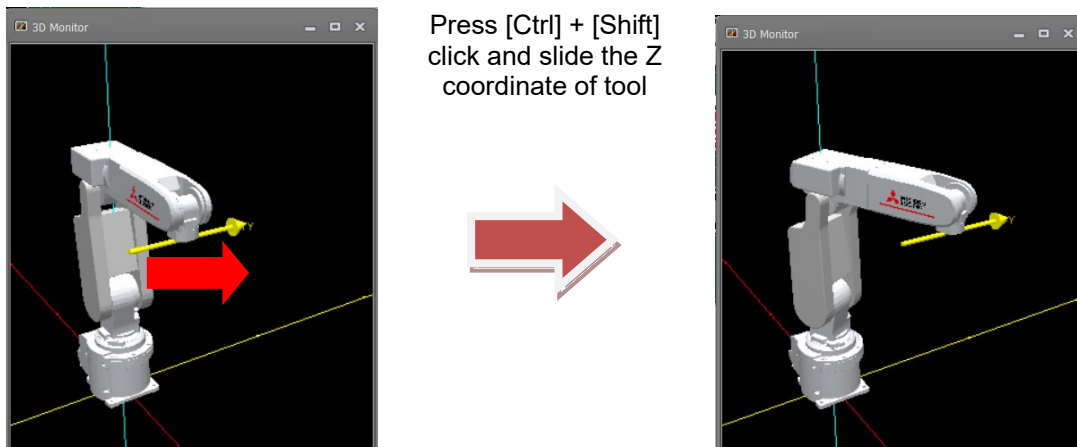 3D Monitor
Press [Ctrl] + [Shift]
click and slide the Z
coordinate of tool
3D Monitor
Y
Y